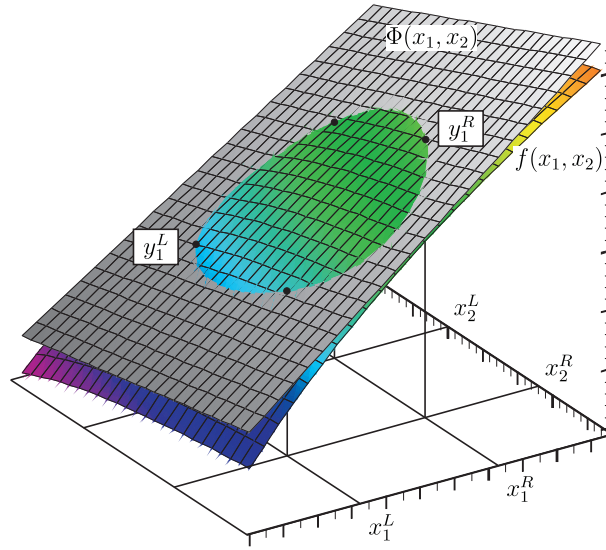 Φ(x₁, x₂)
y₁ᴿ
f(x₁, x₂)
y₁ᴸ
x₂ᴸ
x₂ᴿ
x₁ᴿ
x₁ᴸ